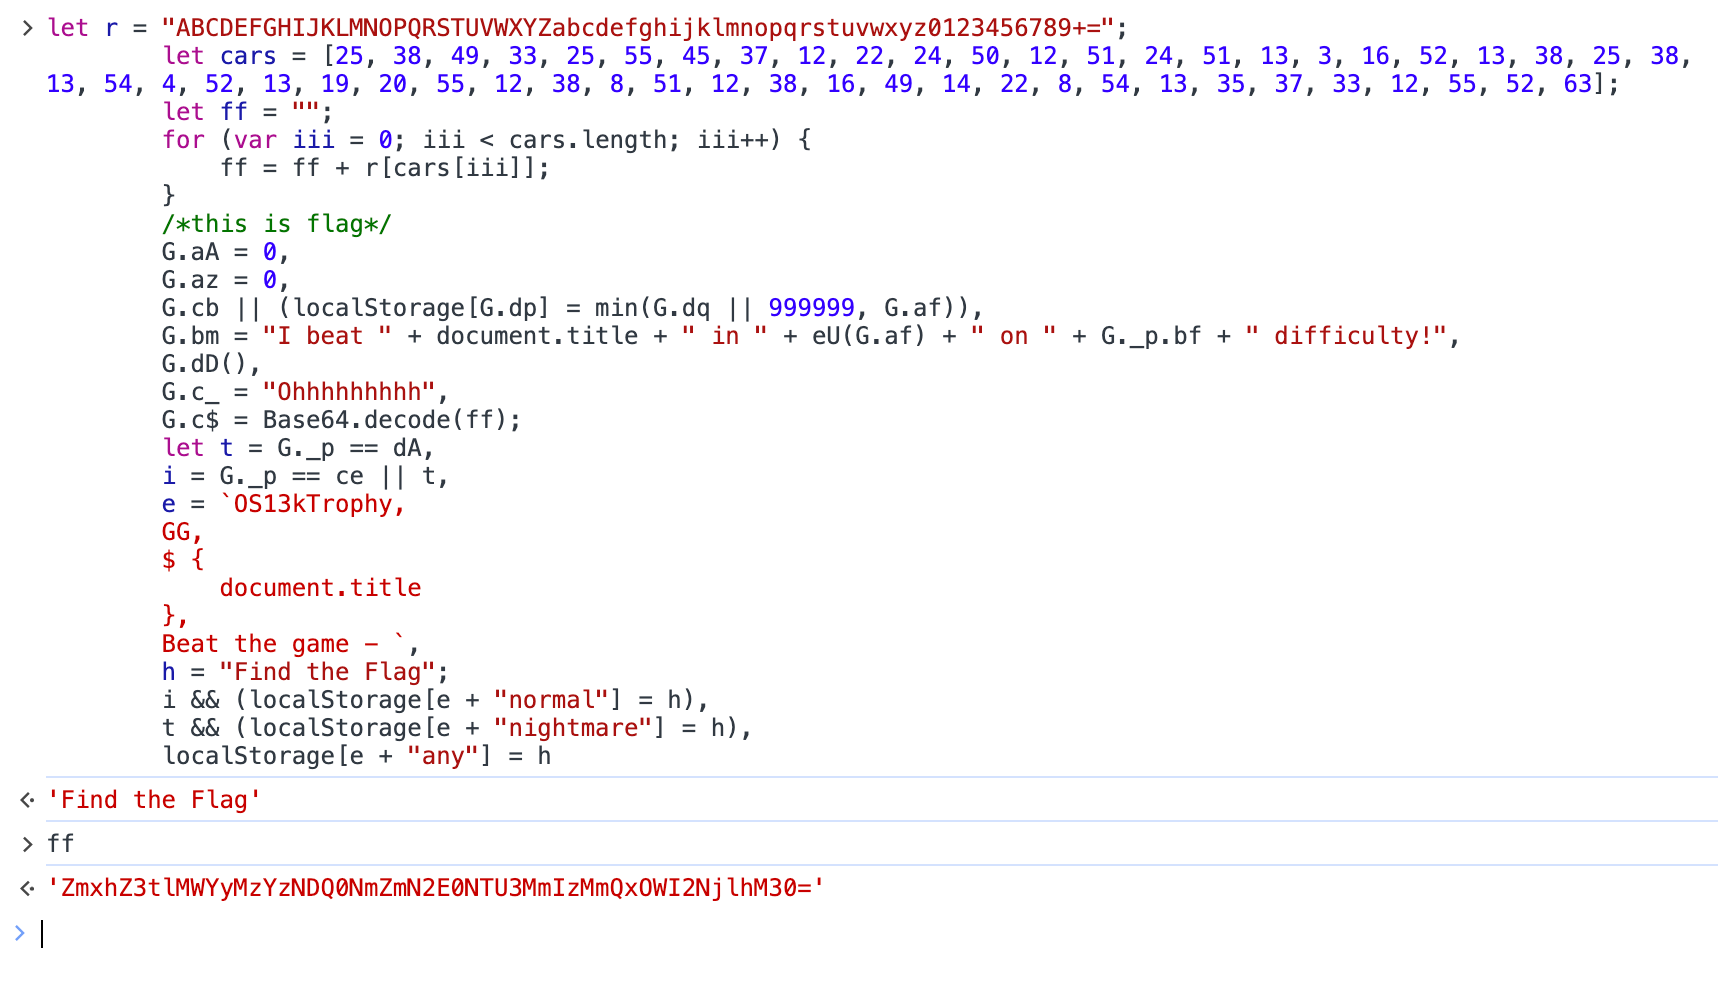 > let r = "ABCDEFGHIJKLMNOPQRSTUVWXYZabcdefghijklmnopqrstuvwxyz0123456789+=";
let cars = [25, 38, 49, 33, 25, 55, 45, 37, 12, 22, 24, 50, 12, 51, 24, 51, 13, 3, 16, 52, 13, 38, 25, 38,
13, 54, 4, 52, 13, 19, 20, 55, 12, 38, 8, 51, 12, 38, 16, 49, 14, 22, 8, 54, 13, 35, 37, 33, 12, 55, 52, 63];
let ff = "";
for (var iii = 0; iii < cars.length; iii++) {
ff = ff + r[cars[iii]];
}
/*this is flag*/
G.aA = 0,
G.az = 0,
G.cb || (localStorage[G.dp] = min(G.dq || 999999, G.af)),
G.bm = "I beat " + document.title + " in " + eU(G.af) + " on " + G._p.bf + " difficulty!",
G.dD(),
G.c_ = "Ohhhhhhhhh",
G.c$ = Base64.decode(ff);
let t = G._p == dA,
i = G._p == ce || t,
e = `OS13kTrophy,
GG,
$ {
document.title
},
Beat the game – `,
h = "Find the Flag";
i && (localStorage[e + "normal"] = h),
t && (localStorage[e + "nightmare"] = h),
localStorage[e + "any"] = h
'Find the Flag'
> ff
'ZmxhZ3tlMWYyMzYzNDQ0NmZmN2E0NTU3MmIzMmQxOWI2NjlhM30='
>